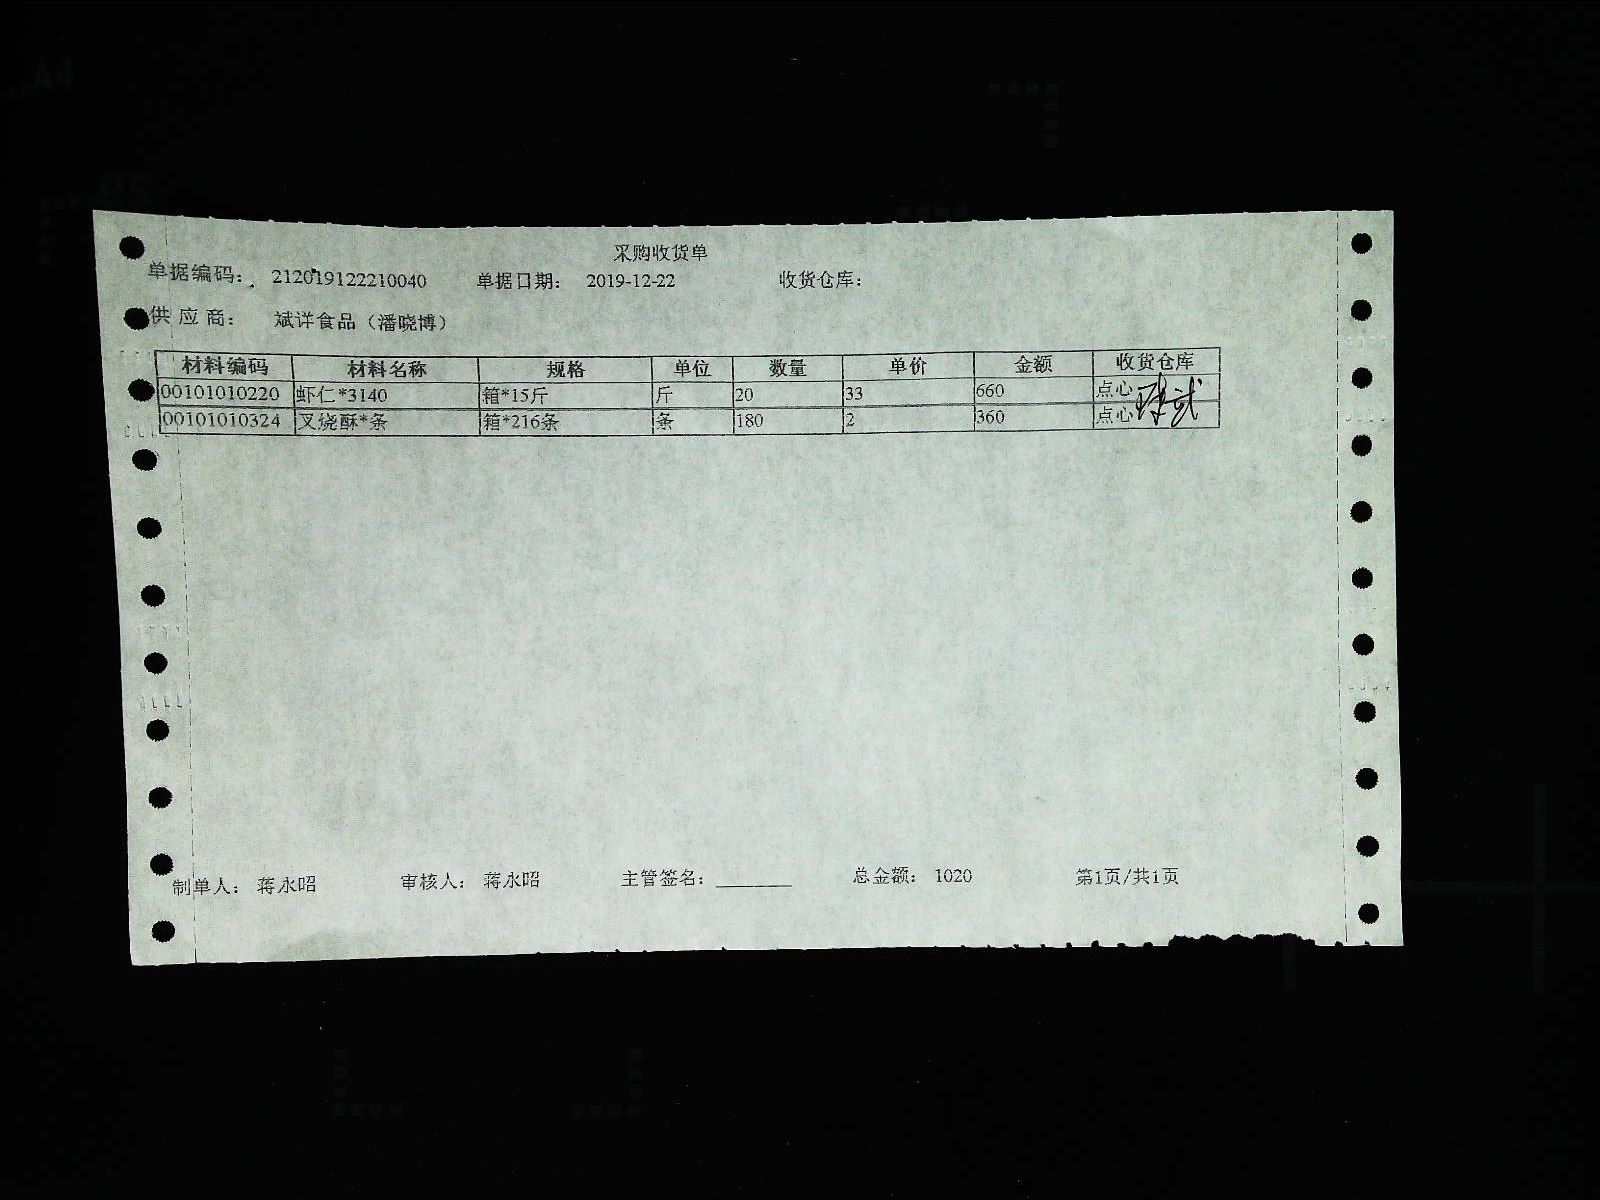 采购收货单
单据编码： 212019122210040 单据日期： 2019-12-22 收货仓库：
供应商： 斌详食品（潘晓博）
材料编码 材料名称 规格 单位 数量 单价 金额 收货仓库
00101010220 虾仁*3140 箱*15斤 斤 20 33 660 点心
00101010324 叉烧酥*条 箱*216条 条 180 2 360 点心
制单人： 蒋永昭 审核人： 蒋永昭 主管签名：_______ 总金额： 1020 第1页/共1页